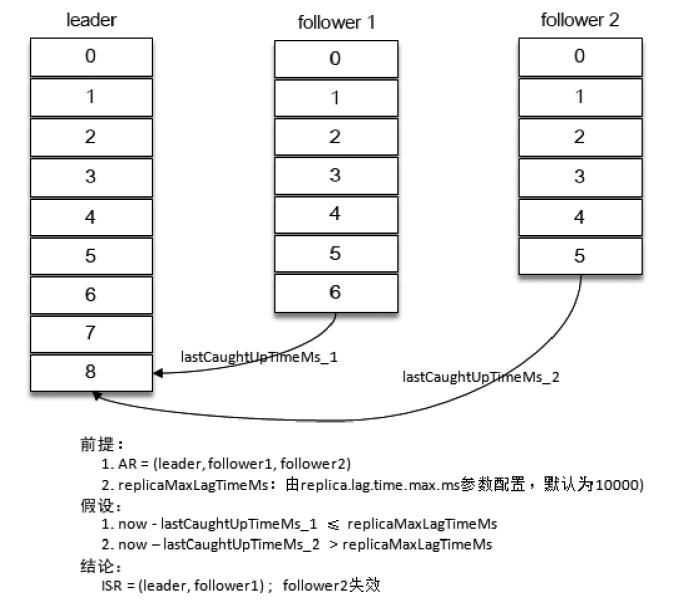 leader
follower 1
follower 2
0
1
2
3
4
5
6
7
8
0
1
2
3
4
5
6
0
1
2
3
4
5
lastCaughtUpTimeMs_1
lastCaughtUpTimeMs_2
前提：
1. AR = (leader, follower1, follower2)
2. replicaMaxLagTimeMs：由replica.lag.time.max.ms参数配置，默认为10000)
假设：
1. now - lastCaughtUpTimeMs_1 ⩽ replicaMaxLagTimeMs
2. now – lastCaughtUpTimeMs_2 > replicaMaxLagTimeMs
结论：
ISR = (leader, follower1) ; follower2失效